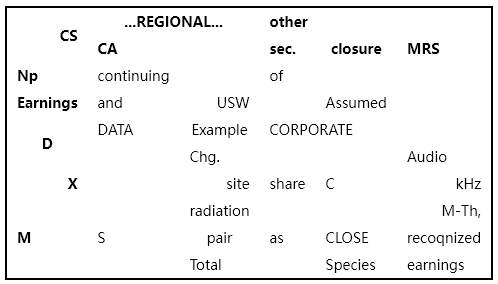 ...REGIONAL... other
CS
CA sec. closure MRS
Np continuing of
Earnings and USW Assumed
DATA Example CORPORATE
D
Chg. Audio
X site share C kHz
radiation M-Th,
M S pair as CLOSE recoqnized
Total Species earnings